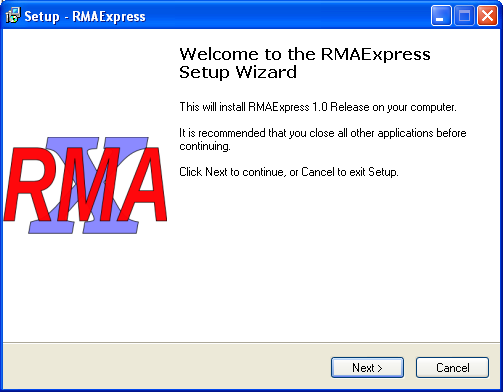 Setup - RMAExpress
Welcome to the RMAExpress
Setup Wizard
This will install RMAExpress 1.0 Release on your computer.
It is recommended that you close all other applications before
continuing.
Click Next to continue, or Cancel to exit Setup.
RMA
X
Next >
Cancel